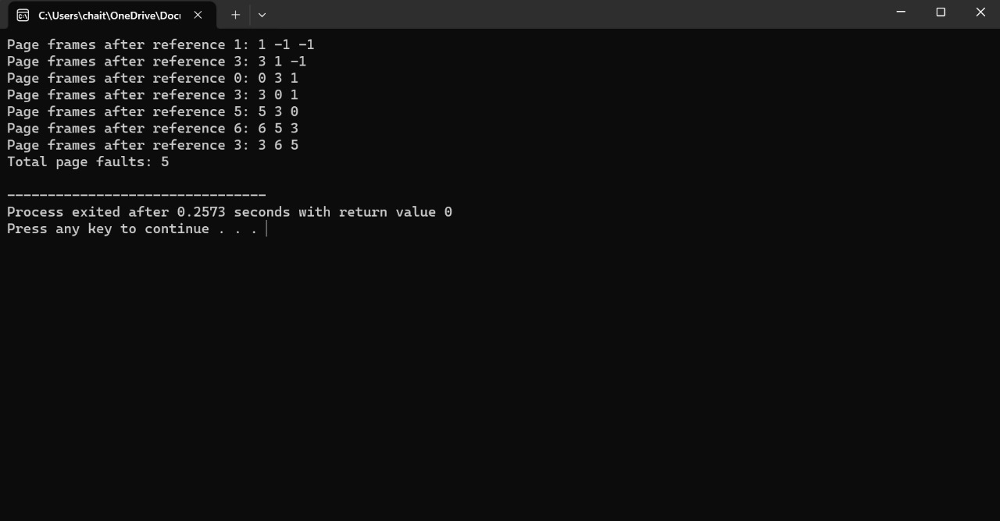 C:\Users\chait\OneDrive\Docu
Page frames after reference 1: 1 -1 -1
Page frames after reference 3: 3 1 -1
Page frames after reference 0: 0 3 1
Page frames after reference 3: 3 0 1
Page frames after reference 5: 5 3 0
Page frames after reference 6: 6 5 3
Page frames after reference 3: 3 6 5
Total page faults: 5
--------------------------------
Process exited after 0.2573 seconds with return value 0
Press any key to continue . . .